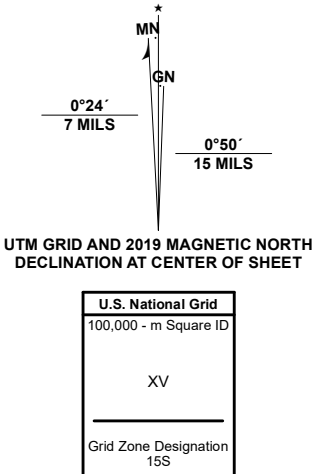 ★
MN
GN
0°24´
7 MILS
0°50´
15 MILS
UTM GRID AND 2019 MAGNETIC NORTH
DECLINATION AT CENTER OF SHEET
U.S. National Grid
100,000 - m Square ID
XV
Grid Zone Designation
15S